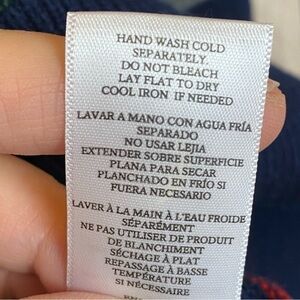 HAND WASH COLD
SEPARATELY.
DO NOT BLEACH
LAY FLAT TO DRY
COOL IRON IF NEEDED
LAVAR A MANO CON AGUA FRÍA
SEPARADO
NO USAR LEJIA
EXTENDER SOBRE SUPERFICIE
PLANA PARA SECAR
PLANCHADO EN FRÍO SI
FUERA NECESARIO
LAVER À LA MAIN À L'EAU FROIDE
SÉPARÉMENT
NE PAS UTILISER DE PRODUIT
DE BLANCHIMENT
SÉCHAGE À PLAT
REPASSAGE À BASSE
TEMPÉRATURE
SI NÉCESSAIRE